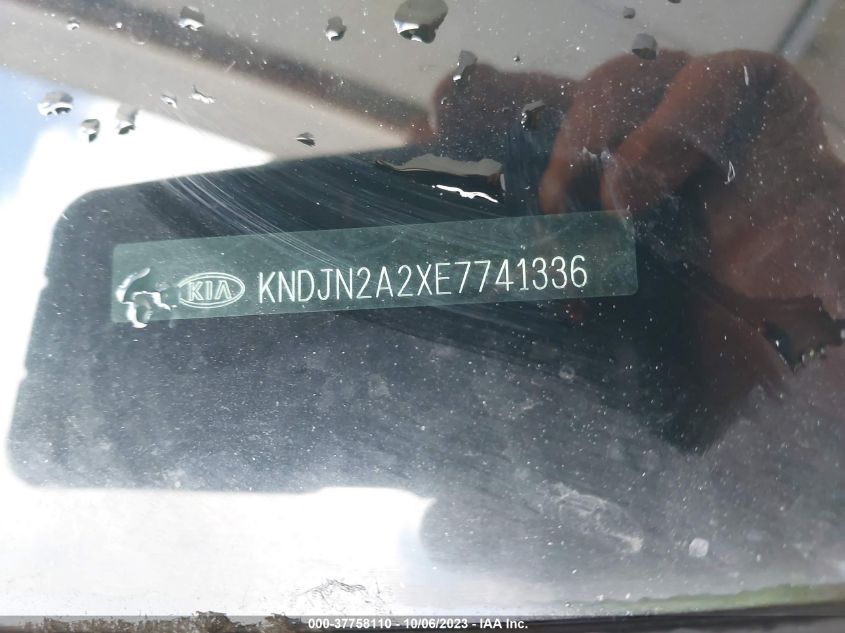 KIA KNDJN2A2XE7741336
000-37758110 - 10/06/2023 - IAA Inc.